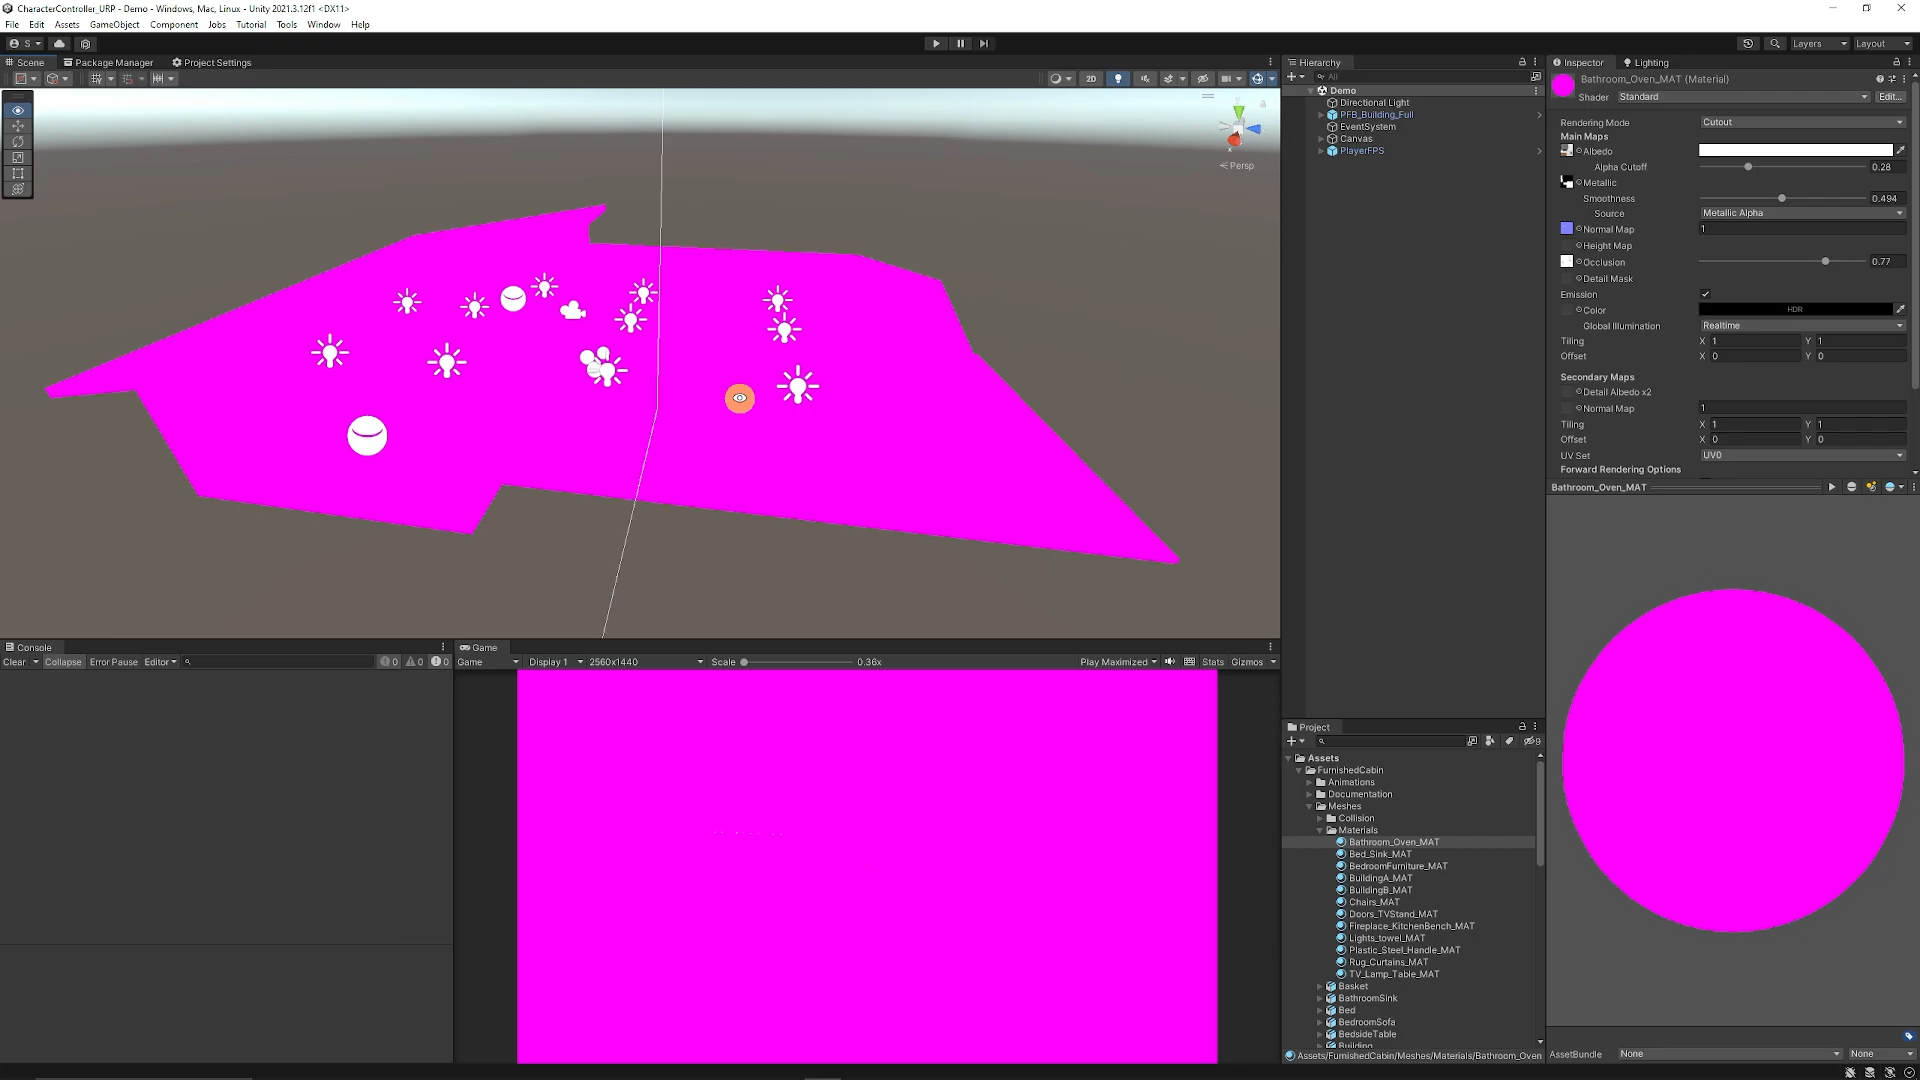 CharacterController_URP - Demo - Windows, Mac, Linux - Unity 2021.3.12f1 <DX11>
File Edit Assets GameObject Component Jobs Tutorial Tools Window Help
S Layers Layout
Scene Package Manager Project Settings
2D
Persp
Console
Clear Collapse Error Pause Editor 0 0 0
Game
Game Display 1 2560x1440 Scale 0.36x Play Maximized Stats Gizmos
Hierarchy
All
Demo
Directional Light
PFB_Building_Full
EventSystem
Canvas
PlayerFPS
Project
9
Assets
FurnishedCabin
Animations
Documentation
Meshes
Collision
Materials
Bathroom_Oven_MAT
Bed_Sink_MAT
BedroomFurniture_MAT
BuildingA_MAT
BuildingB_MAT
Chairs_MAT
Doors_TVStand_MAT
Fireplace_KitchenBench_MAT
Lights_towel_MAT
Plastic_Steel_Handle_MAT
Rug_Curtains_MAT
TV_Lamp_Table_MAT
Basket
BathroomSink
Bed
BedroomSofa
BedsideTable
Building
Assets/FurnishedCabin/Meshes/Materials/Bathroom_Oven
Inspector Lighting
Bathroom_Oven_MAT (Material)
Shader Standard Edit...
Rendering Mode Cutout
Main Maps
Albedo
Alpha Cutoff 0.28
Metallic
Smoothness 0.494
Source Metallic Alpha
Normal Map 1
Height Map
Occlusion 0.77
Detail Mask
Emission
Color HDR
Global Illumination Realtime
Tiling X 1 Y 1
Offset X 0 Y 0
Secondary Maps
Detail Albedo x2
Normal Map 1
Tiling X 1 Y 1
Offset X 0 Y 0
UV Set UV0
Forward Rendering Options
Bathroom_Oven_MAT
AssetBundle None None